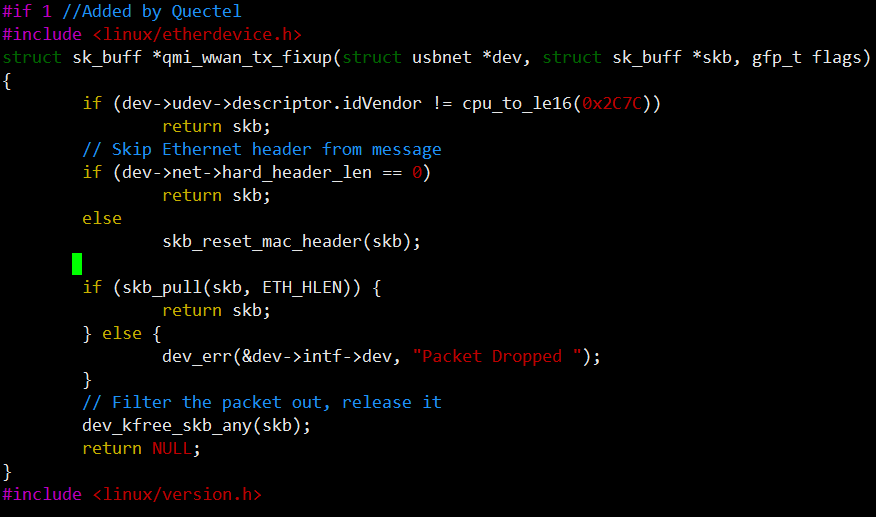 #if 1 //Added by Quectel
#include <linux/etherdevice.h>
struct sk_buff *qmi_wwan_tx_fixup(struct usbnet *dev, struct sk_buff *skb, gfp_t flags)
{
        if (dev->udev->descriptor.idVendor != cpu_to_le16(0x2C7C))
                return skb;
        // Skip Ethernet header from message
        if (dev->net->hard_header_len == 0)
                return skb;
        else
                skb_reset_mac_header(skb);
        if (skb_pull(skb, ETH_HLEN)) {
                return skb;
        } else {
                dev_err(&dev->intf->dev, "Packet Dropped ");
        }
        // Filter the packet out, release it
        dev_kfree_skb_any(skb);
        return NULL;
}
#include <linux/version.h>